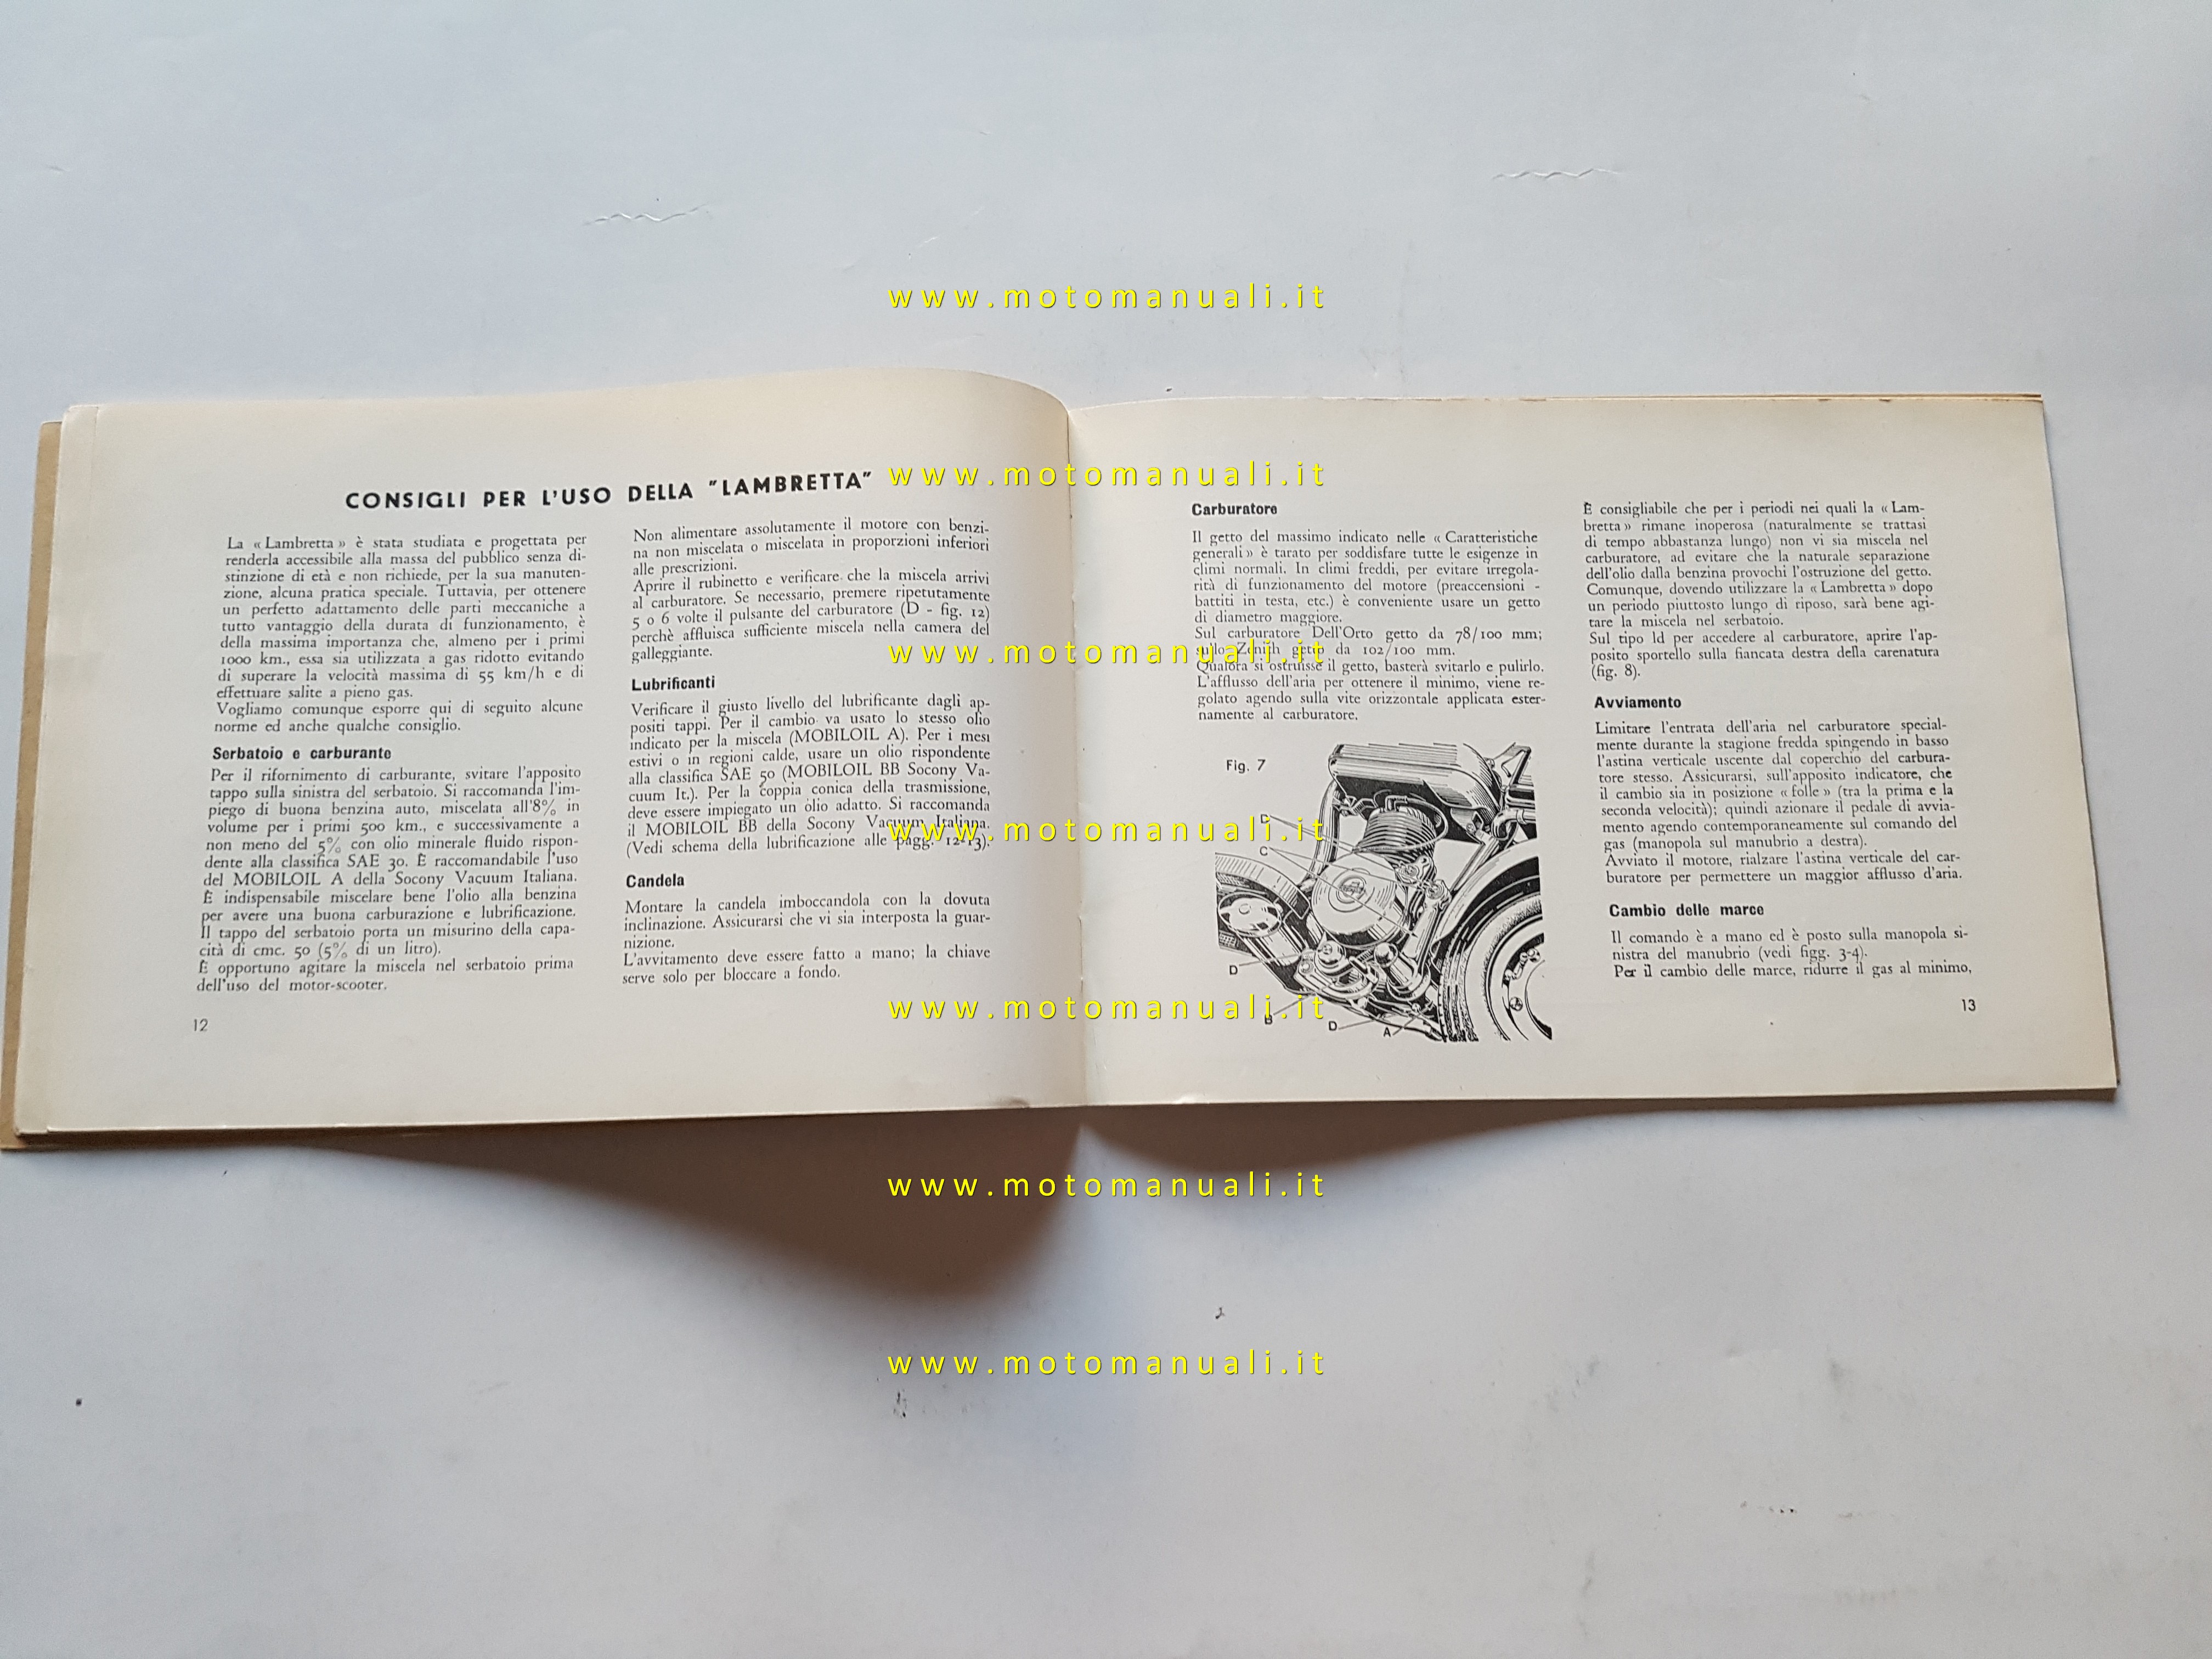 www.motomanuali.it
www.motomanuali.it
www.motomanuali.it
www.motomanuali.it
www.motomanuali.it
www.motomanuali.it
www.motomanuali.it
CONSIGLI PER L'USO DELLA "LAMBRETTA"
La « Lambretta » è stata studiata e progettata per
renderla accessibile alla massa del pubblico senza di-
stinzione di età e non richiede, per la sua manuten-
zione, alcuna pratica speciale. Tuttavia, per ottenere
un perfetto adattamento delle parti meccaniche a
tutto vantaggio della durata di funzionamento, è
della massima importanza che, almeno per i primi
1000 km., essa sia utilizzata a gas ridotto evitando
di superare la velocità massima di 55 km/h e di
effettuare salite a pieno gas.
Vogliamo comunque esporre qui di seguito alcune
norme ed anche qualche consiglio.
Serbatoio e carburante
Per il rifornimento di carburante, svitare l'apposito
tappo sulla sinistra del serbatoio. Si raccomanda l'im-
piego di buona benzina auto, miscelata all'8% in
volume per i primi 500 km., e successivamente a
non meno del 5% con olio minerale fluido rispon-
dente alla classifica SAE 30. È raccomandabile l'uso
del MOBILOIL A della Socony Vacuum Italiana.
È indispensabile miscelare bene l'olio alla benzina
per avere una buona carburazione e lubrificazione.
Il tappo del serbatoio porta un misurino della capa-
cità di cmc. 50 (5% di un litro).
È opportuno agitare la miscela nel serbatoio prima
dell'uso del motor-scooter.
12
Non alimentare assolutamente il motore con benzi-
na non miscelata o miscelata in proporzioni inferiori
alle prescrizioni.
Aprire il rubinetto e verificare che la miscela arrivi
al carburatore. Se necessario, premere ripetutamente
5 o 6 volte il pulsante del carburatore (D - fig. 12)
perchè affluisca sufficiente miscela nella camera del
galleggiante.
Lubrificanti
Verificare il giusto livello del lubrificante dagli ap-
positi tappi. Per il cambio va usato lo stesso olio
indicato per la miscela (MOBILOIL A). Per i mesi
estivi o in regioni calde, usare un olio rispondente
alla classifica SAE 50 (MOBILOIL BB Socony Va-
cuum It.). Per la coppia conica della trasmissione,
deve essere impiegato un olio adatto. Si raccomanda
il MOBILOIL BB della Socony Vacuum Italiana.
(Vedi schema della lubrificazione alle pagg. 12-13).
Candela
Montare la candela imboccandola con la dovuta
inclinazione. Assicurarsi che vi sia interposta la guar-
nizione.
L'avvitamento deve essere fatto a mano; la chiave
serve solo per bloccare a fondo.
Carburatore
Il getto del massimo indicato nelle « Caratteristiche
generali » è tarato per soddisfare tutte le esigenze in
climi normali. In climi freddi, per evitare irregola-
rità di funzionamento del motore (preaccensioni -
battiti in testa, etc.) è conveniente usare un getto
di diametro maggiore.
Sul carburatore Dell'Orto getto da 78/100 mm;
sullo Zenith getto da 102/100 mm.
Qualora si ostruisse il getto, basterà svitarlo e pulirlo.
L'afflusso dell'aria per ottenere il minimo, viene re-
golato agendo sulla vite orizzontale applicata ester-
namente al carburatore.
Fig. 7
C
D
B
D
A
È consigliabile che per i periodi nei quali la « Lam-
bretta » rimane inoperosa (naturalmente se trattasi
di tempo abbastanza lungo) non vi sia miscela nel
carburatore, ad evitare che la naturale separazione
dell'olio dalla benzina provochi l'ostruzione del getto.
Comunque, dovendo utilizzare la « Lambretta » dopo
un periodo piuttosto lungo di riposo, sarà bene agi-
tare la miscela nel serbatoio.
Sul tipo ld per accedere al carburatore, aprire l'ap-
posito sportello sulla fiancata destra della carenatura
(fig. 8).
Avviamento
Limitare l'entrata dell'aria nel carburatore special-
mente durante la stagione fredda spingendo in basso
l'astina verticale uscente dal coperchio del carbura-
tore stesso. Assicurarsi, sull'apposito indicatore, che
il cambio sia in posizione « folle » (tra la prima e la
seconda velocità); quindi azionare il pedale di avvia-
mento agendo contemporaneamente sul comando del
gas (manopola sul manubrio a destra).
Avviato il motore, rialzare l'astina verticale del car-
buratore per permettere un maggior afflusso d'aria.
Cambio delle marce
Il comando è a mano ed è posto sulla manopola si-
nistra del manubrio (vedi figg. 3-4).
Per il cambio delle marce, ridurre il gas al minimo,
13